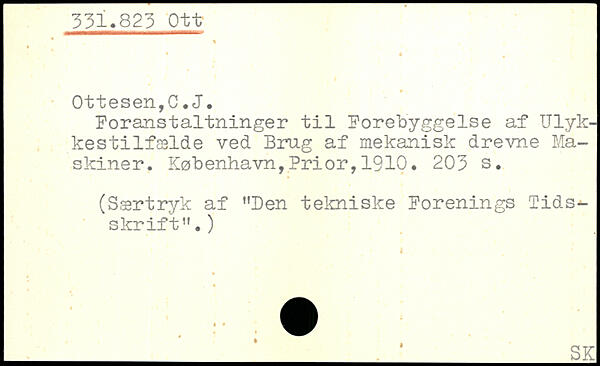 331.823 Ott
Ottesen,C.J.
Foranstaltninger til Forebyggelse af Ulyk-
kestilfælde ved Brug af mekanisk drevne Ma-
skiner. København,Prior,1910. 203 s.
(Særtryk af "Den tekniske Forenings Tids-
skrift".)
SK